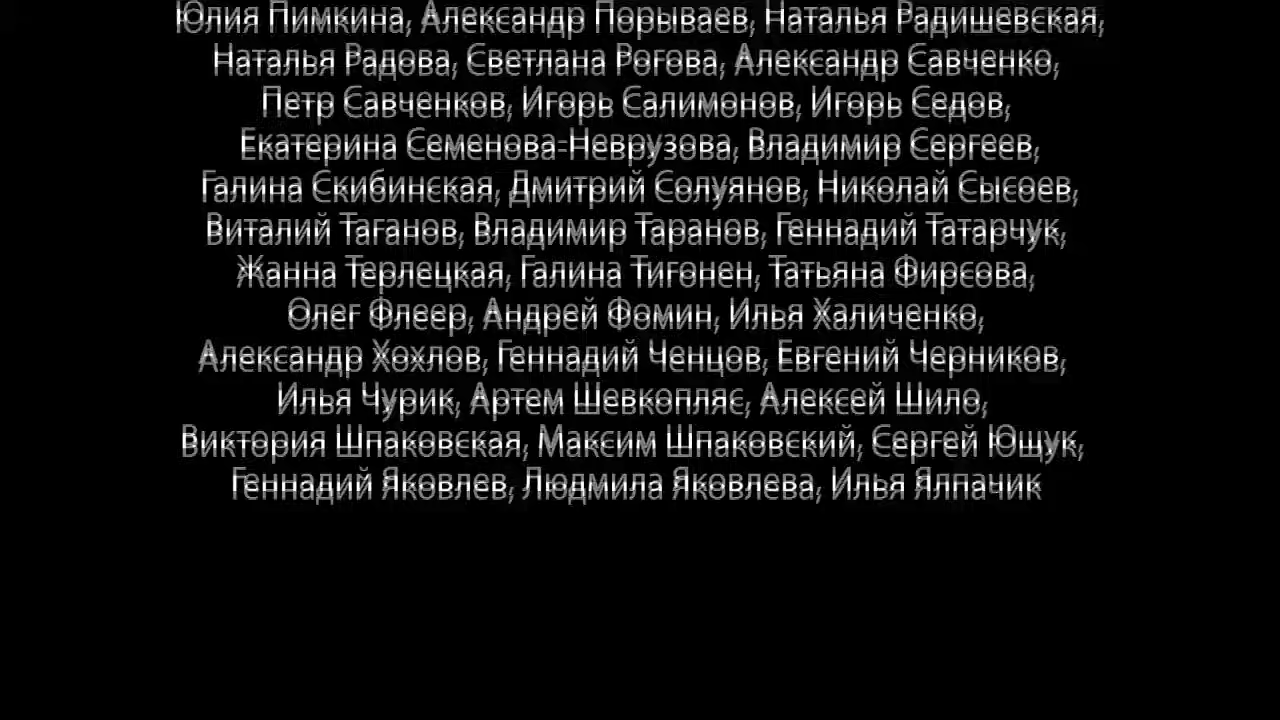 Юлия Пимкина, Александр Порываев, Наталья Радишевская,
Наталья Радова, Светлана Рогова, Александр Савченко,
Петр Савченков, Игорь Салимонов, Игорь Седов,
Екатерина Семенова-Неврузова, Владимир Сергеев,
Галина Скибинская, Дмитрий Солуянов, Николай Сысоев,
Виталий Таганов, Владимир Таранов, Геннадий Татарчук,
Жанна Терлецкая, Галина Тигонен, Татьяна Фирсова,
Олег Флеер, Андрей Фомин, Илья Халиченко,
Александр Хохлов, Геннадий Ченцов, Евгений Черников,
Илья Чурик, Артем Шевкопляс, Алексей Шило,
Виктория Шпаковская, Максим Шпаковский, Сергей Ющук,
Геннадий Яковлев, Людмила Яковлева, Илья Ялпачик